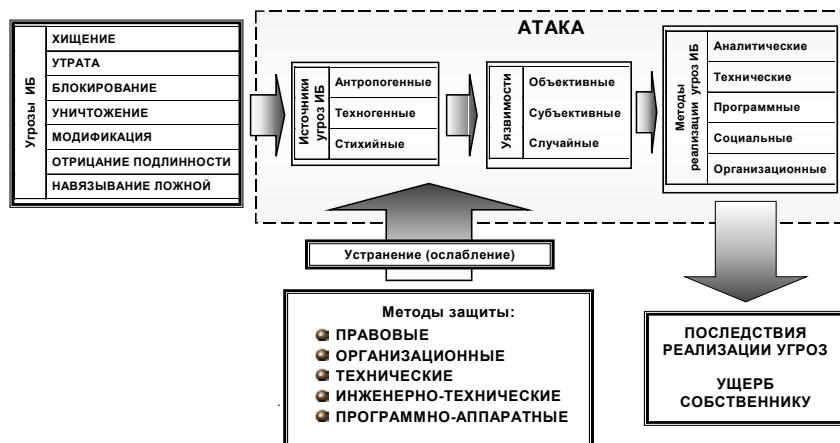 АТАКА
Угрозы ИБ
ХИЩЕНИЕ
УТРАТА
БЛОКИРОВАНИЕ
УНИЧТОЖЕНИЕ
МОДИФИКАЦИЯ
ОТРИЦАНИЕ ПОДЛИННОСТИ
НАВЯЗЫВАНИЕ ЛОЖНОЙ
Источники
угроз ИБ
Антропогенные
Техногенные
Стихийные
Уязвимости
Объективные
Субъективные
Случайные
Методы
реализации угроз ИБ
Аналитические
Технические
Программные
Социальные
Организационные
Устранение (ослабление)
Методы защиты:
ПРАВОВЫЕ
ОРГАНИЗАЦИОННЫЕ
ТЕХНИЧЕСКИЕ
ИНЖЕНЕРНО-ТЕХНИЧЕСКИЕ
ПРОГРАММНО-АППАРАТНЫЕ
ПОСЛЕДСТВИЯ
РЕАЛИЗАЦИИ УГРОЗ
УЩЕРБ
СОБСТВЕННИКУ